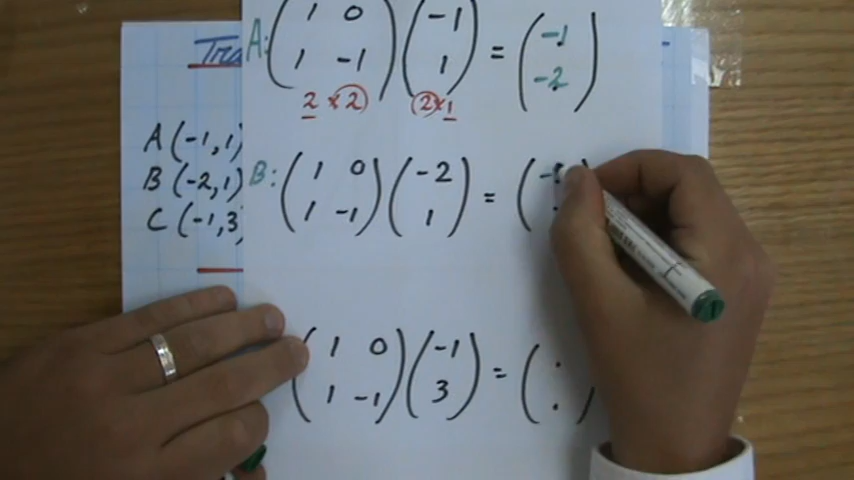 Tra
A: (1 0) (-1) = (-1)
(1 -1) (1) (-2)
2 × 2 2 × 1
A (-1, 1)
B (-2, 1)
C (-1, 3)
B: (1 0) (-2) = (-
(1 -1) (1)
(1 0) (-1) = (.
(1 -1) (3) .)